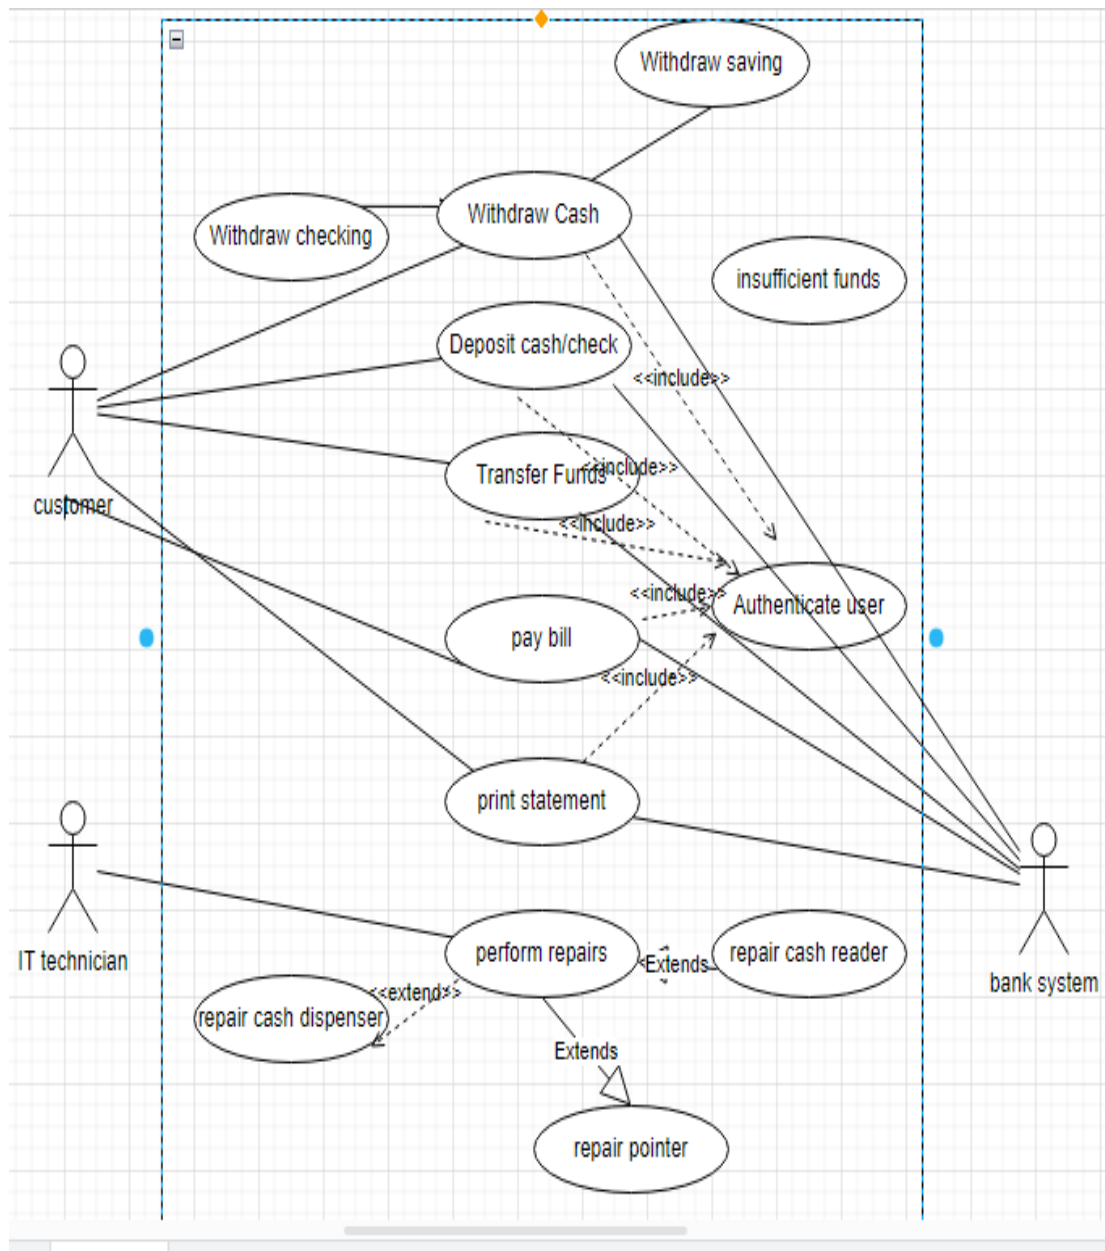 Withdraw saving
Withdraw Cash
Withdraw checking
insufficient funds
Deposit cash/check
<<include>>
<<include>>
Transfer Funds
customer
<<include>>
<<include>>
Authenticate user
pay bill
<<include>>
print statement
perform repairs
Extends
repair cash reader
IT technician
bank system
<<extend>>
repair cash dispenser
Extends
repair pointer